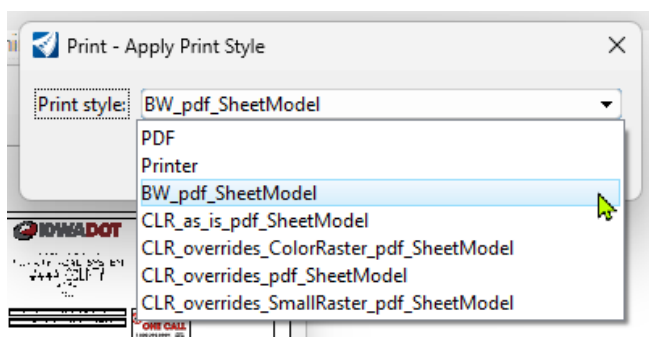 Print - Apply Print Style
Print style: BW_pdf_SheetModel
PDF
Printer
BW_pdf_SheetModel
CLR_as_is_pdf_SheetModel
CLR_overrides_ColorRaster_pdf_SheetModel
CLR_overrides_pdf_SheetModel
CLR_overrides_SmallRaster_pdf_SheetModel
IOWADOT
ONE CALL